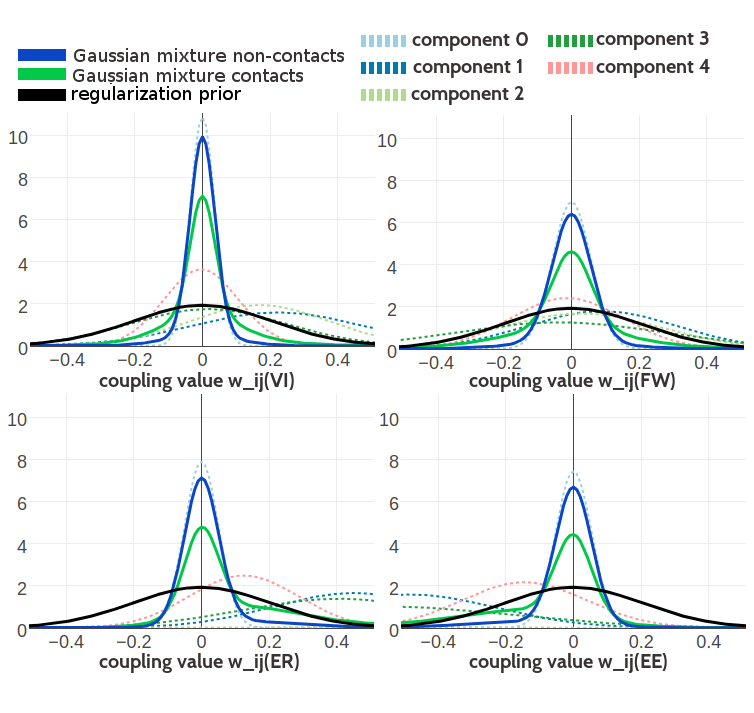 Gaussian mixture non-contacts
Gaussian mixture contacts
regularization prior
component 0
component 1
component 2
component 3
component 4
10
8
6
4
2
0
−0.4 −0.2 0 0.2 0.4
coupling value w_ij(VI)
10
8
6
4
2
0
−0.4 −0.2 0 0.2 0.4
coupling value w_ij(FW)
10
8
6
4
2
0
−0.4 −0.2 0 0.2 0.4
coupling value w_ij(ER)
10
8
6
4
2
0
−0.4 −0.2 0 0.2 0.4
coupling value w_ij(EE)